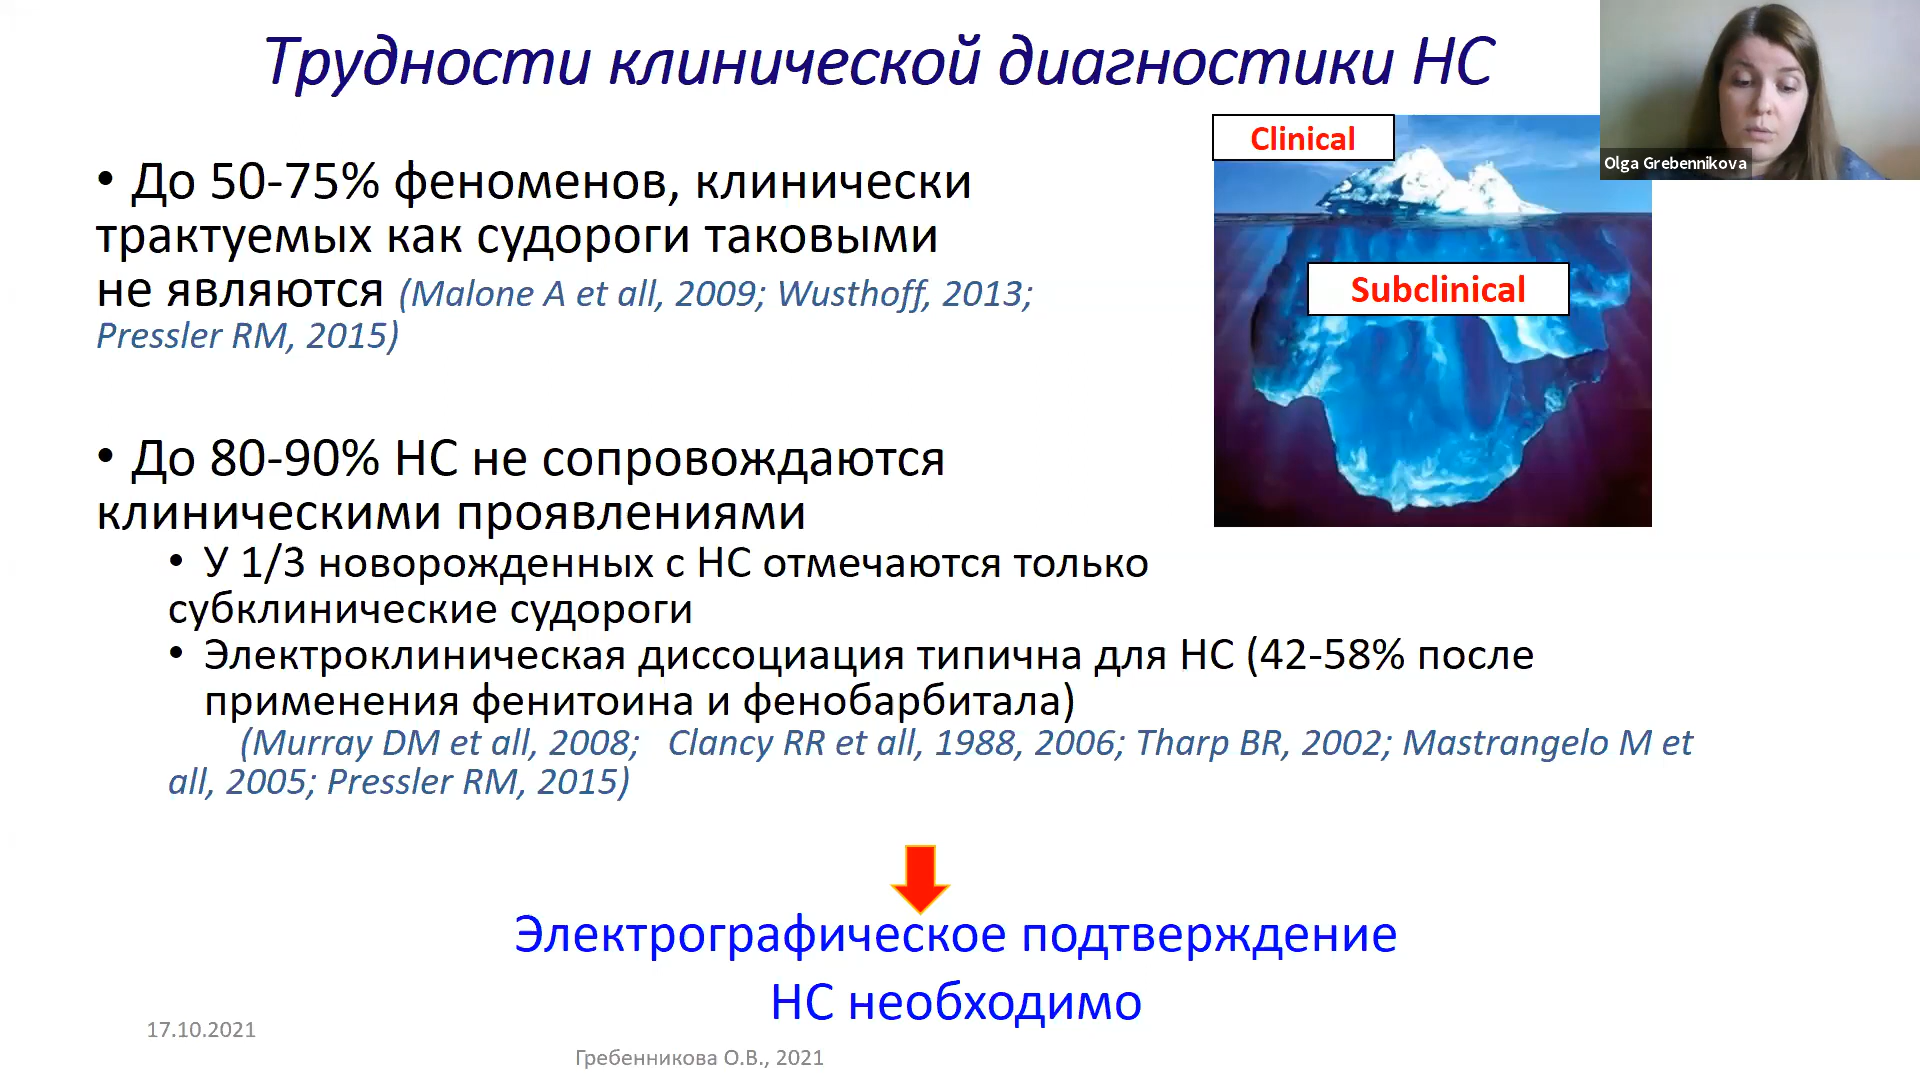 Трудности клинической диагностики НС
Olga Grebennikova
Clinical
Subclinical
• До 50-75% феноменов, клинически
трактуемых как судороги таковыми
не являются (Malone A et all, 2009; Wusthoff, 2013;
Pressler RM, 2015)
• До 80-90% НС не сопровождаются
клиническими проявлениями
• У 1/3 новорожденных с НС отмечаются только
субклинические судороги
• Электроклиническая диссоциация типична для НС (42-58% после
применения фенитоина и фенобарбитала)
(Murray DM et all, 2008; Clancy RR et all, 1988, 2006; Tharp BR, 2002; Mastrangelo M et
all, 2005; Pressler RM, 2015)
Электрографическое подтверждение
НС необходимо
17.10.2021
Гребенникова О.В., 2021